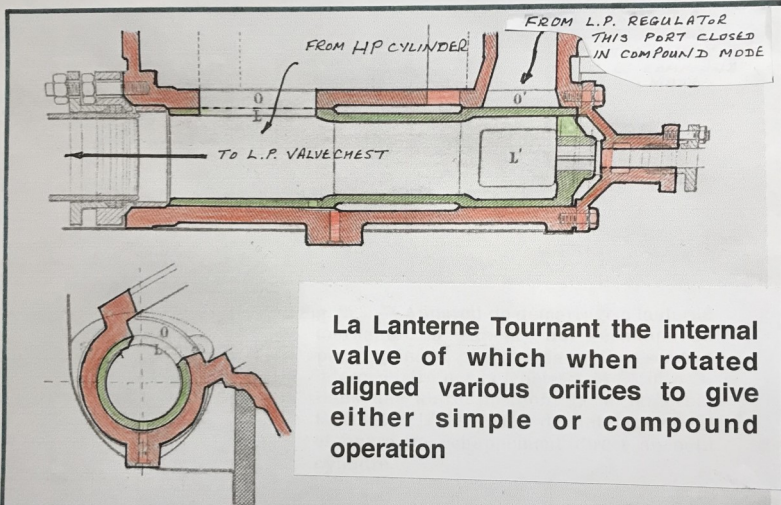 FROM L.P. REGULATOR
THIS PORT CLOSED
IN COMPOUND MODE
FROM HP CYLINDER
O
L
O'
L'
TO L.P. VALVECHEST
O
L
La Lanterne Tournant the internal
valve of which when rotated
aligned various orifices to give
either simple or compound
operation